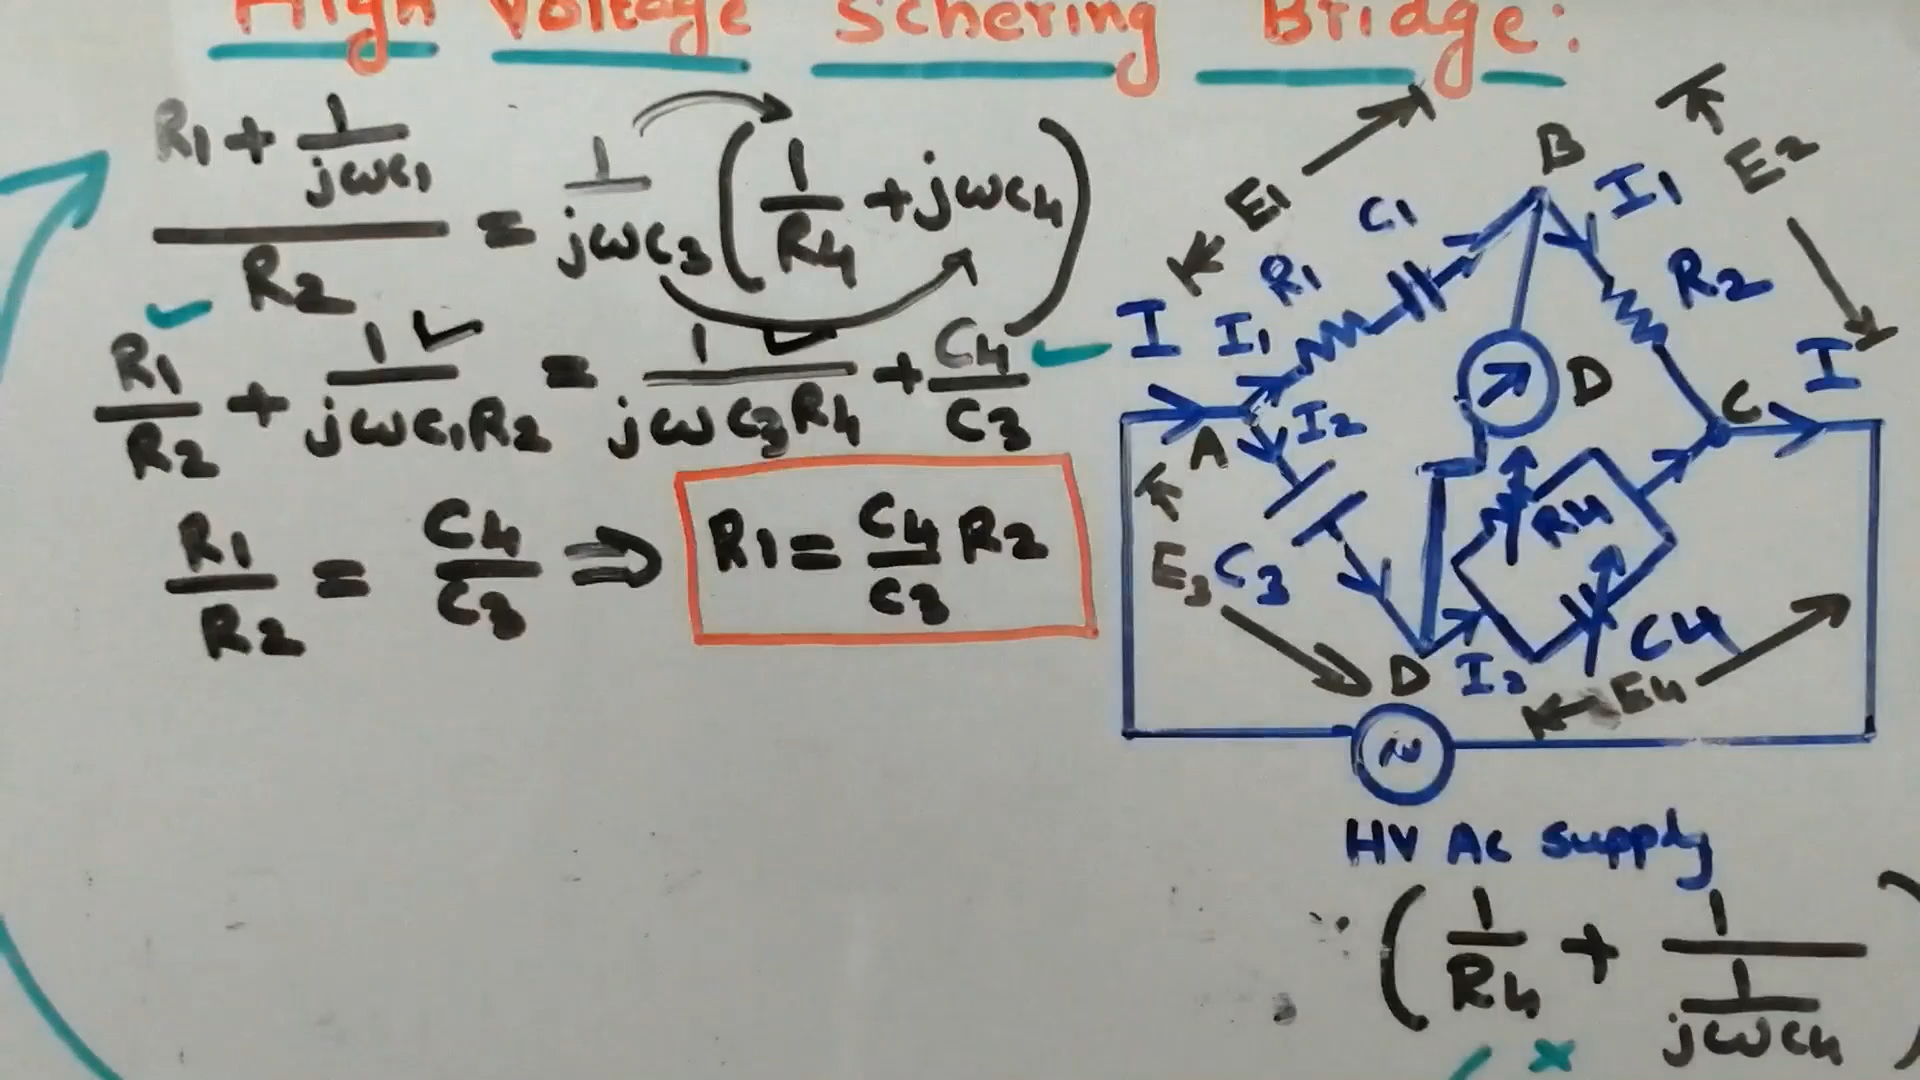 High Voltage Schering Bridge:
R1 + 1/jωC1
/ R2 = 1/jωC3 (1/R4 + jωC4)
R1/R2 + 1/jωC1R2 = 1/jωC3R4 + C4/C3
R1/R2 = C4/C3 ⇒ R1 = C4/C3 R2
B
E1
E2
I1
C1
R1
R2
I
I1
I
D
C
A
I2
R4
E3
C3
C4
D
I2
E4
HV AC supply
∵ (1/R4 + 1/(1/jωC4))
×